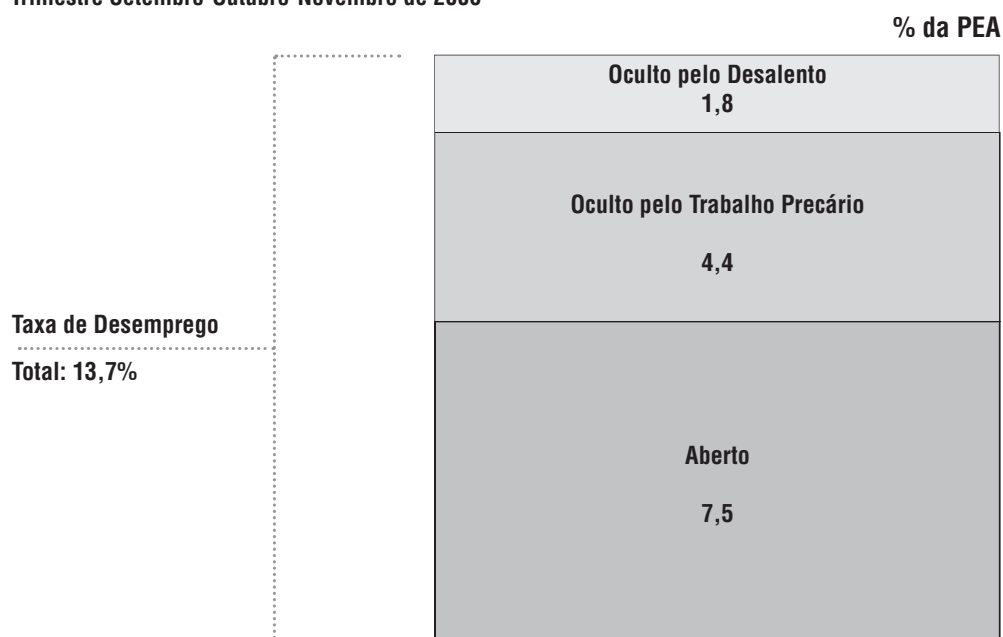 % da PEA
Oculto pelo Desalento
1,8
Oculto pelo Trabalho Precário
4,4
Taxa de Desemprego
Total: 13,7%
Aberto
7,5